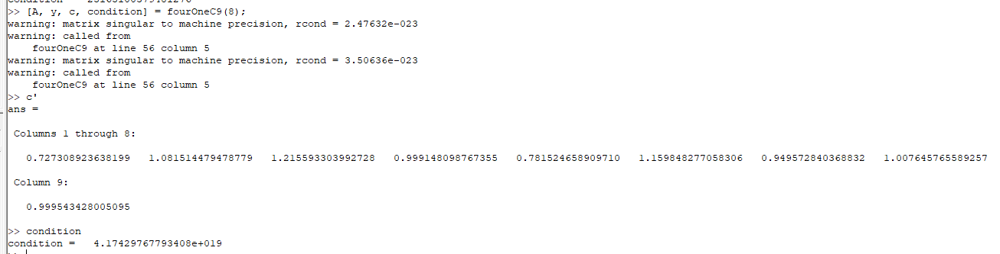 >> [A, y, c, condition] = fourOneC9(8);
warning: matrix singular to machine precision, rcond = 2.47632e-023
warning: called from
    fourOneC9 at line 56 column 5
warning: matrix singular to machine precision, rcond = 3.50636e-023
warning: called from
    fourOneC9 at line 56 column 5
>> c'
ans =
 Columns 1 through 8:
   0.727308923638199   1.081514479478779   1.215593303992728   0.999148098767355   0.781524658909710   1.159848277058306   0.949572840368832   1.007645765589257
 Column 9:
   0.999543428005095
>> condition
condition =   4.17429767793408e+019